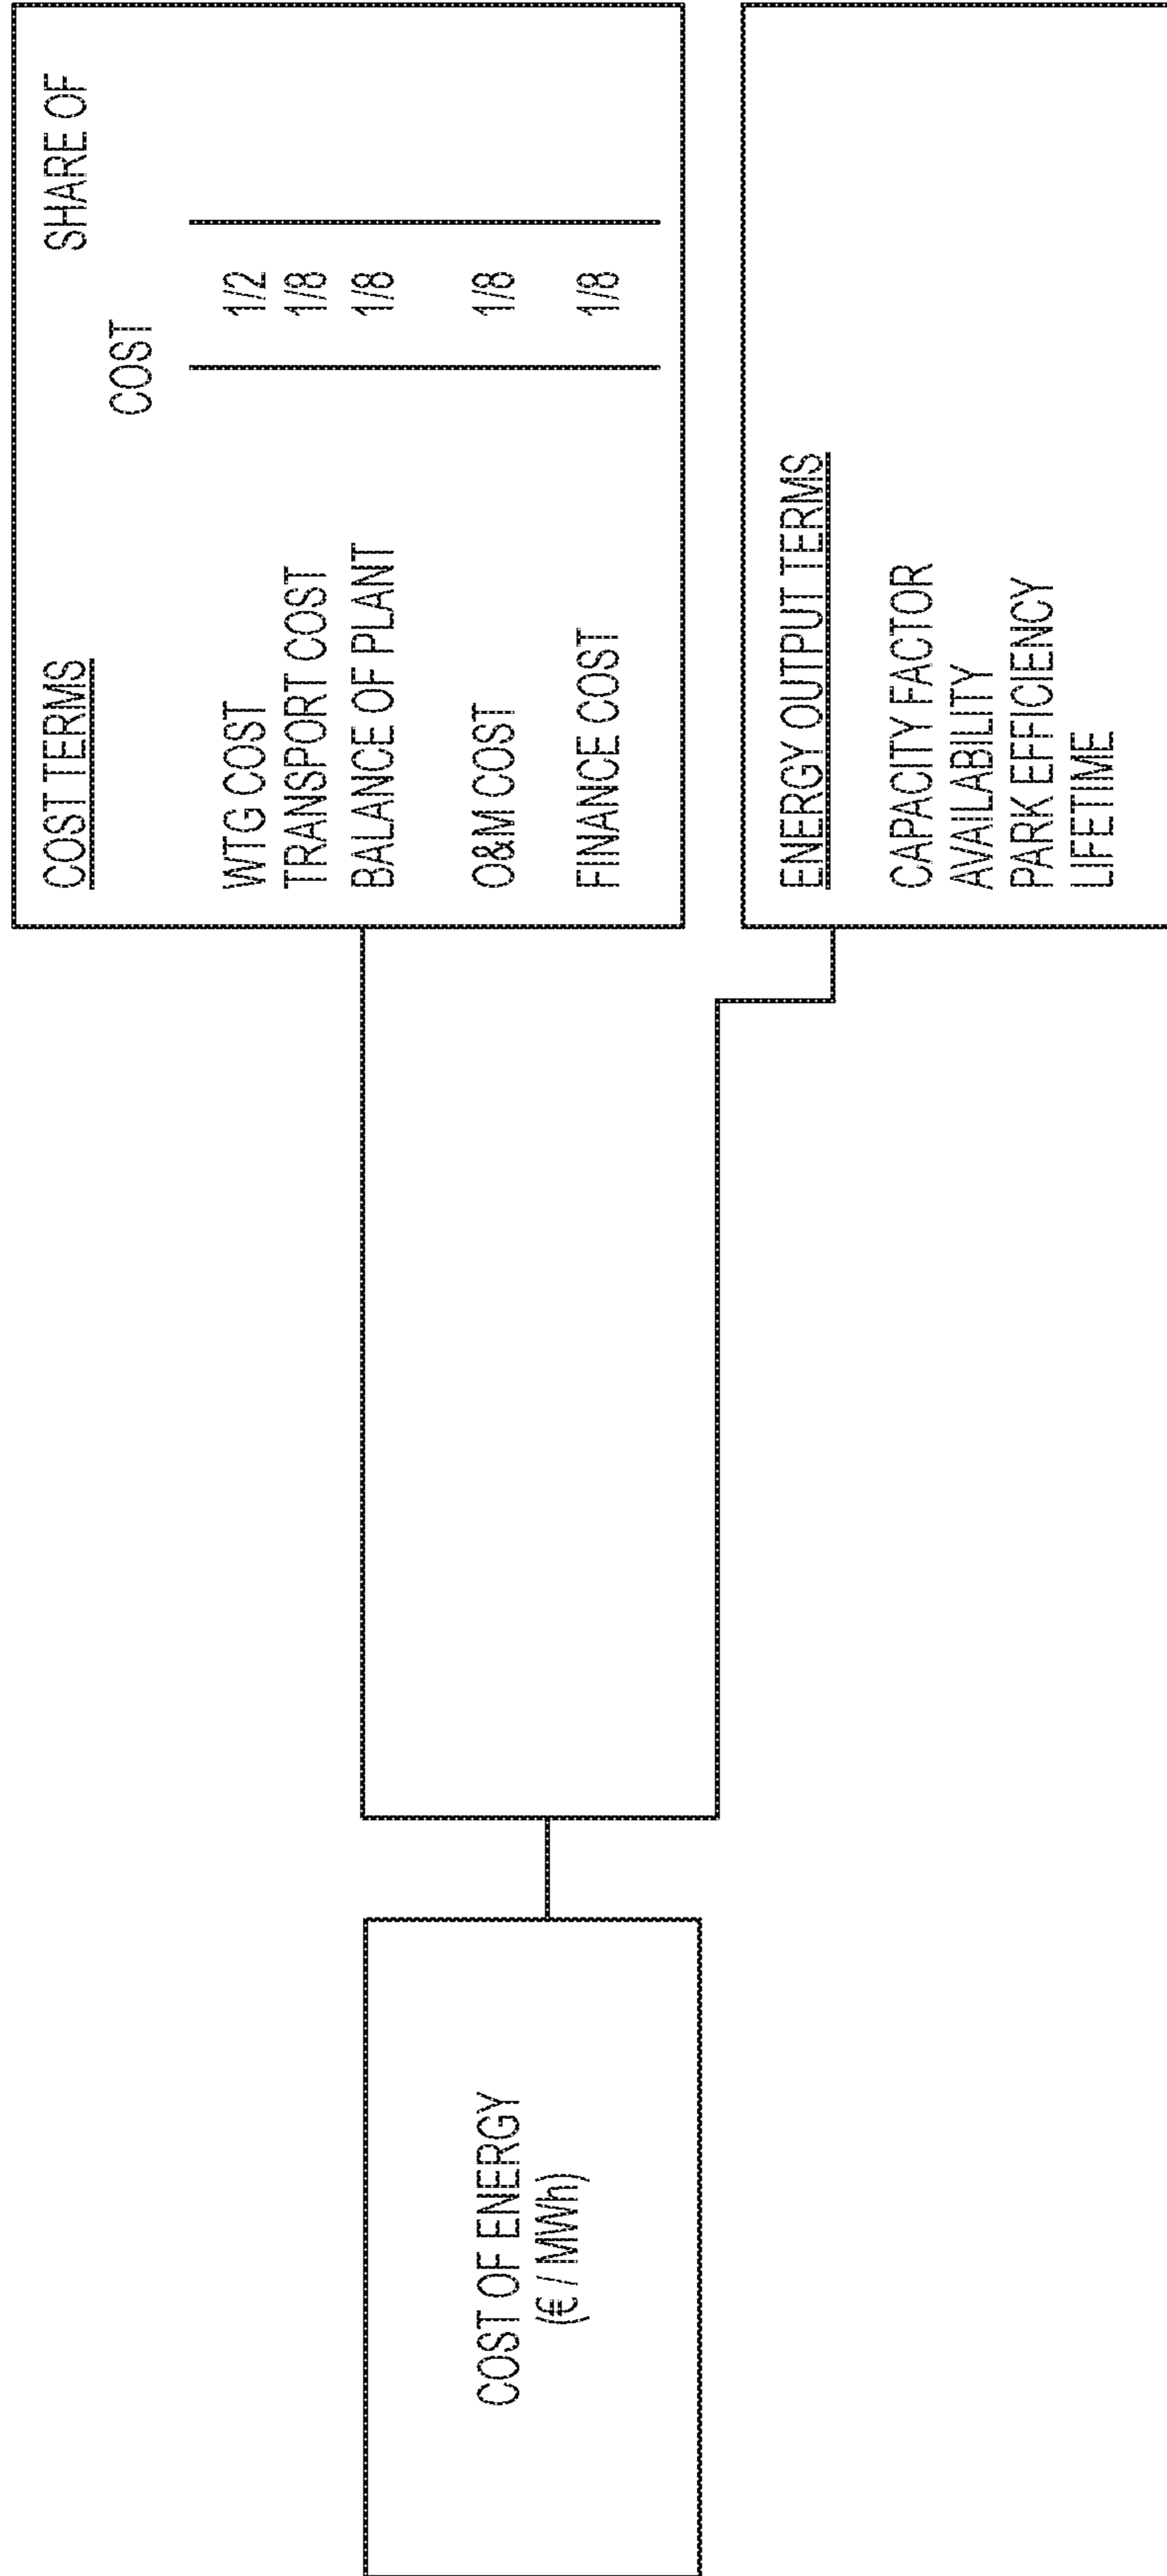 COST OF ENERGY
(€ / MWh)
COST TERMS
SHARE OF
COST
WTG COST 1/2
TRANSPORT COST 1/8
BALANCE OF PLANT 1/8
O&M COST 1/8
FINANCE COST 1/8
ENERGY OUTPUT TERMS
CAPACITY FACTOR
AVAILABILITY
PARK EFFICIENCY
LIFETIME